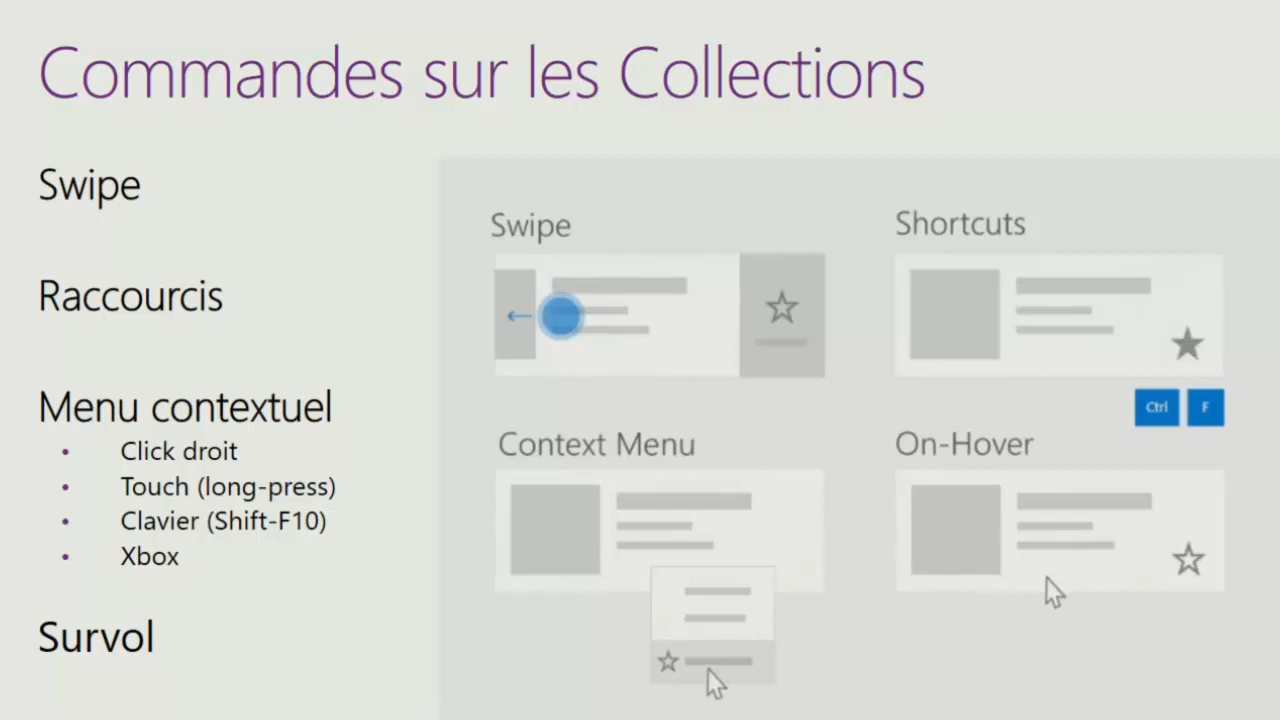 Commandes sur les Collections
Swipe
Raccourcis
Menu contextuel
• Click droit
• Touch (long-press)
• Clavier (Shift-F10)
• Xbox
Survol
Swipe
Shortcuts
Ctrl F
Context Menu
On-Hover